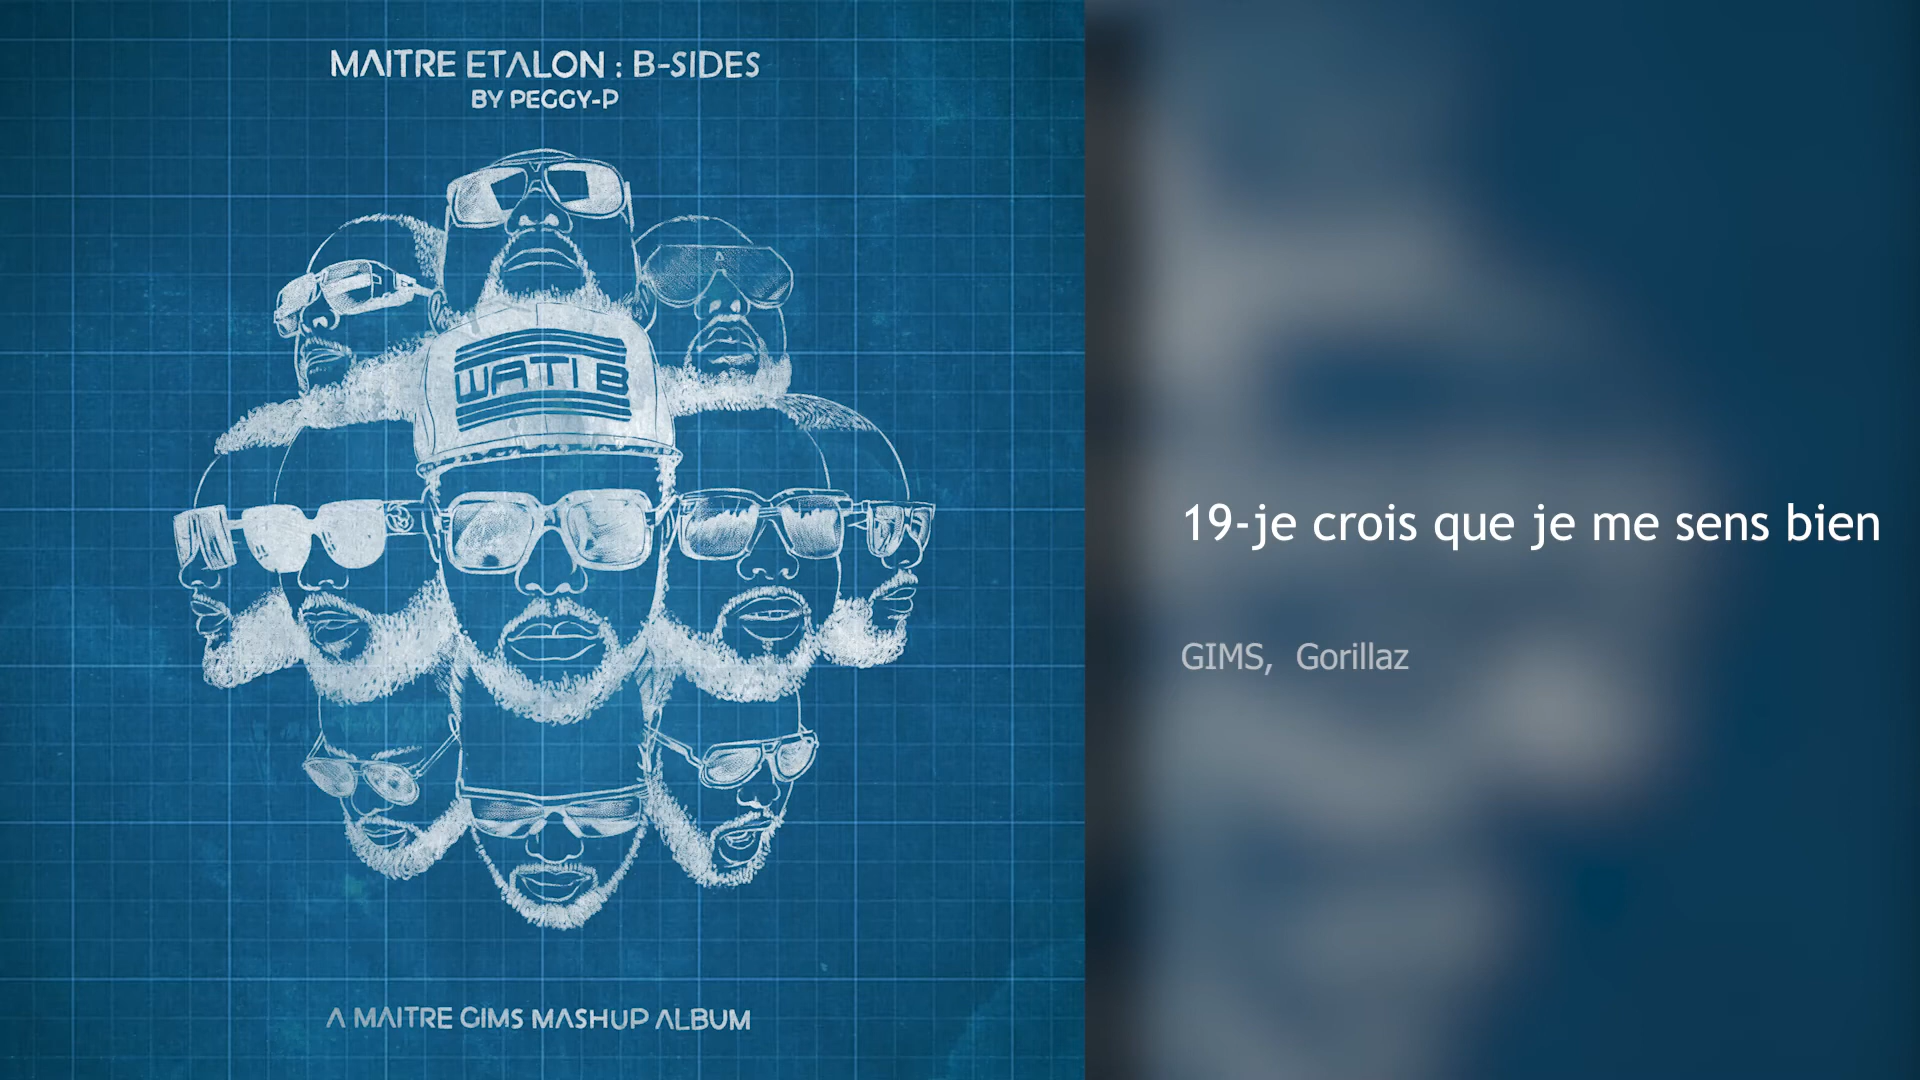 MAITRE ETALON : B-SIDES
BY PEGGY-P
WATI B
A MAITRE GIMS MASHUP ALBUM
19-je crois que je me sens bien
GIMS,  Gorillaz